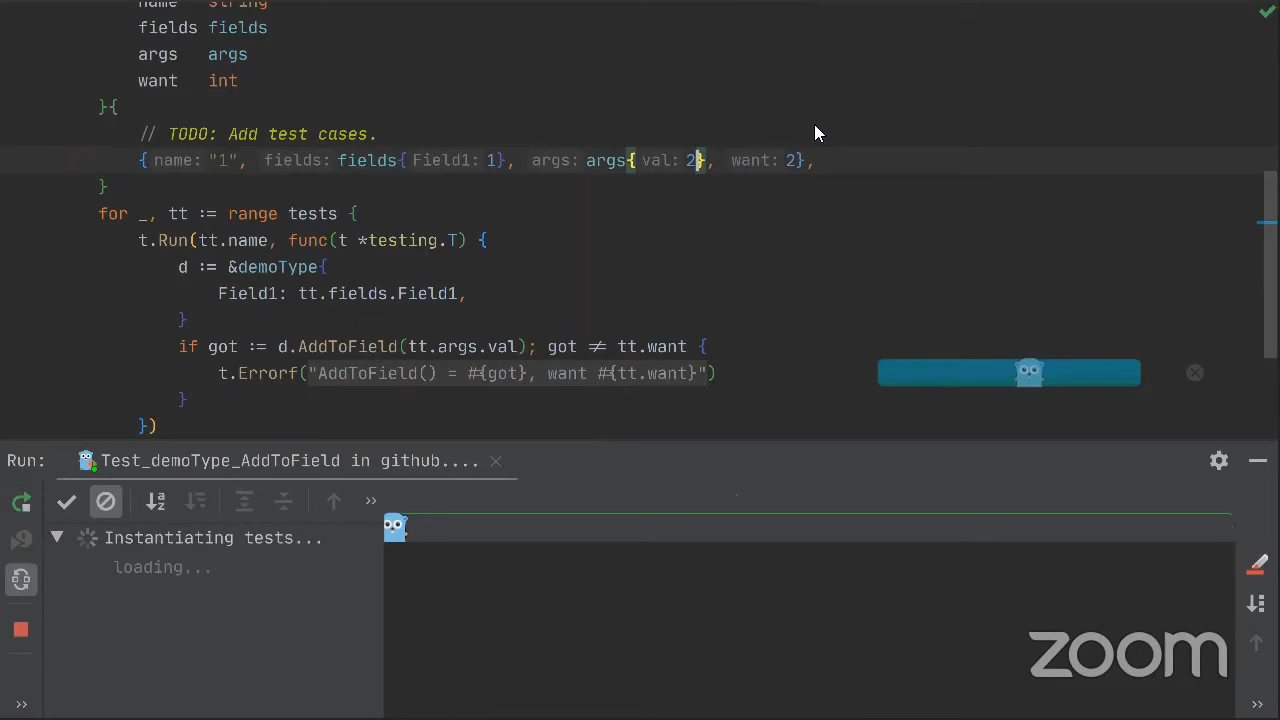 name string
fields fields
args args
want int
}{
// TODO: Add test cases.
{ name: "1", fields: fields{ Field1: 1}, args: args{ val: 2}, want: 2},
}
for _, tt := range tests {
t.Run(tt.name, func(t *testing.T) {
d := &demoType{
Field1: tt.fields.Field1,
}
if got := d.AddToField(tt.args.val); got ≠ tt.want {
t.Errorf("AddToField() = #{got}, want #{tt.want}")
}
})
Run: Test_demoType_AddToField in github....
Instantiating tests...
loading...
zoom